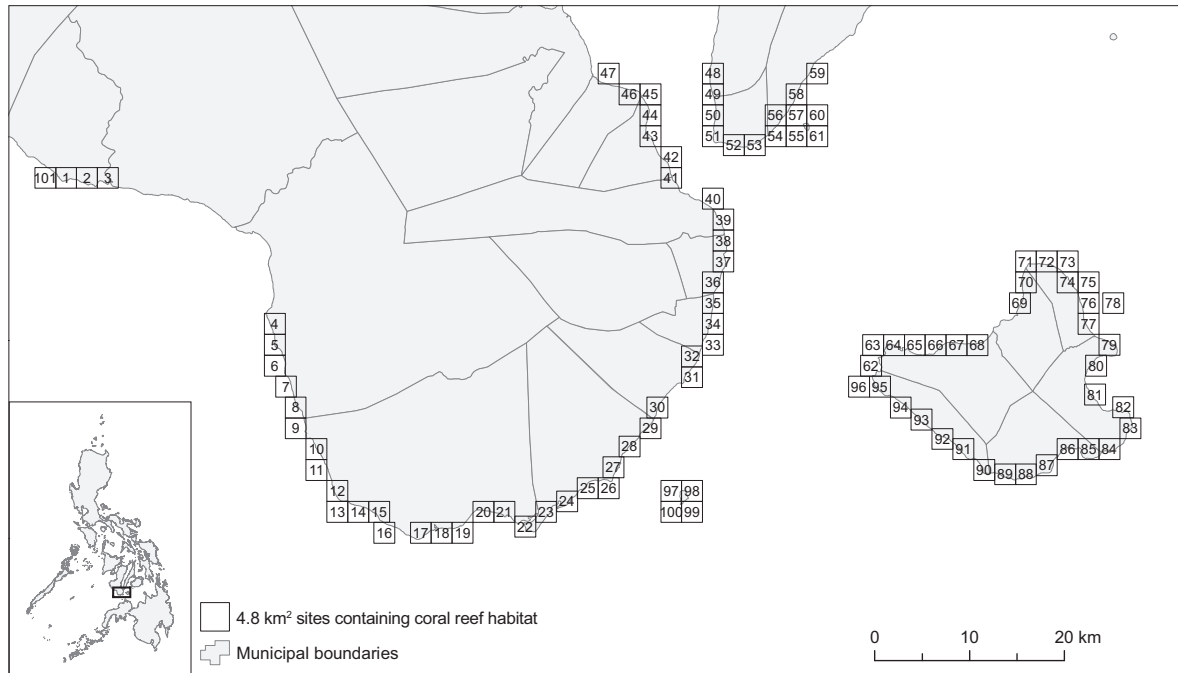 47 48 59
46 45 49 58
44 50 56 57 60
43 51 54 55 61
52 53
42
101 1 2 3 41
40
39
38
37 71 72 73
36 70 74 75
35 69 76 78
4 34 77
5 33 63 64 65 66 67 68 79
32
6 62 80
31
7 96 95
81
8 30 94 82
9 29 93 83
92
10 28 91 86 85 84
11 27 90 89 88 87
12 25 26 97 98
24
13 14 15 20 21 23 100 99
22
16 17 18 19
4.8 km² sites containing coral reef habitat
Municipal boundaries
0 10 20 km